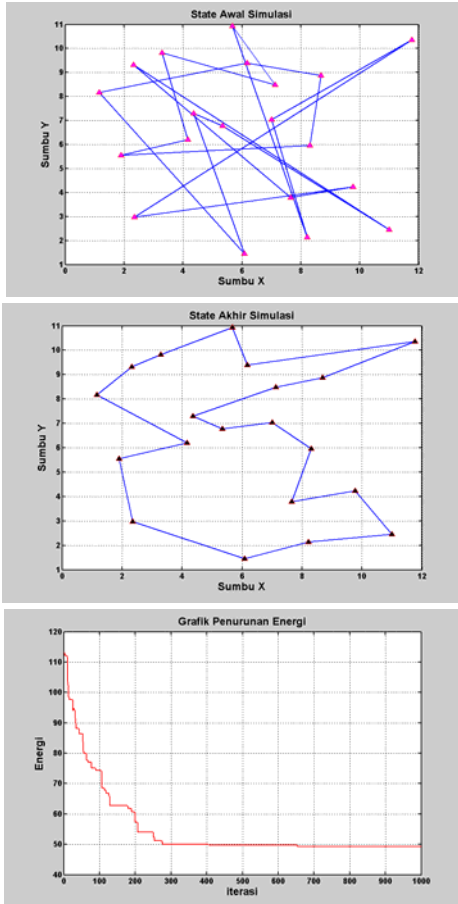 State Awal Simulasi
11
10
9
8
7
6
5
4
3
2
1
Sumbu Y
0 2 4 6 8 10 12
Sumbu X
State Akhir Simulasi
11
10
9
8
7
6
5
4
3
2
1
Sumbu Y
0 2 4 6 8 10 12
Sumbu X
Grafik Penurunan Energi
120
110
100
90
80
70
60
50
40
Energi
0 100 200 300 400 500 600 700 800 900 1000
iterasi